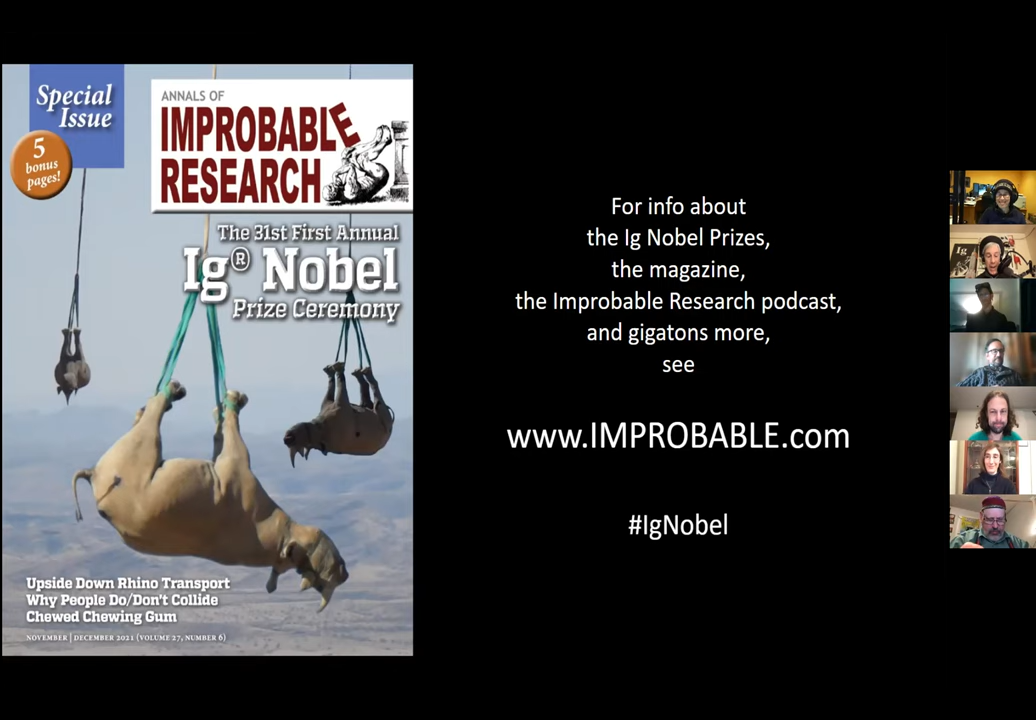 Special
Issue
5
bonus
pages!
ANNALS OF
IMPROBABLE
RESEARCH
The 31st First Annual
Ig® Nobel
Prize Ceremony
Upside Down Rhino Transport
Why People Do/Don't Collide
Chewed Chewing Gum
NOVEMBER | DECEMBER 2021 (VOLUME 27, NUMBER 6)
For info about
the Ig Nobel Prizes,
the magazine,
the Improbable Research podcast,
and gigatons more,
see
www.IMPROBABLE.com
#IgNobel
Ig